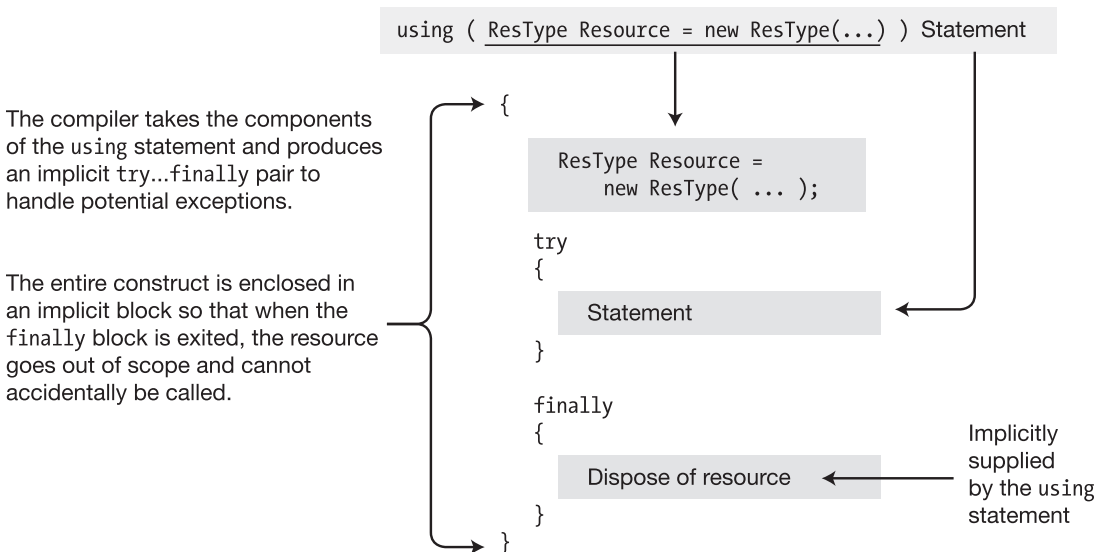 using ( ResType Resource = new ResType(...) ) Statement
The compiler takes the components
of the using statement and produces
an implicit try...finally pair to
handle potential exceptions.
The entire construct is enclosed in
an implicit block so that when the
finally block is exited, the resource
goes out of scope and cannot
accidentally be called.
{
ResType Resource =
new ResType( ... );
try
{
Statement
}
finally
{
Dispose of resource
}
}
Implicitly
supplied
by the using
statement